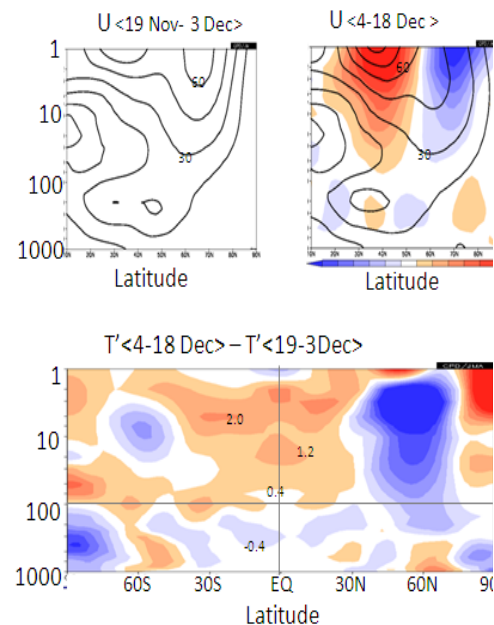 U <19 Nov- 3 Dec>
U <4-18 Dec >
1
10
100
1000
60
30
60
30
Latitude
Latitude
T'<4-18 Dec> – T'<19-3Dec>
1
10
100
1000
2.0
1.2
0.4
-0.4
60S
30S
EQ
30N
60N
90
Latitude